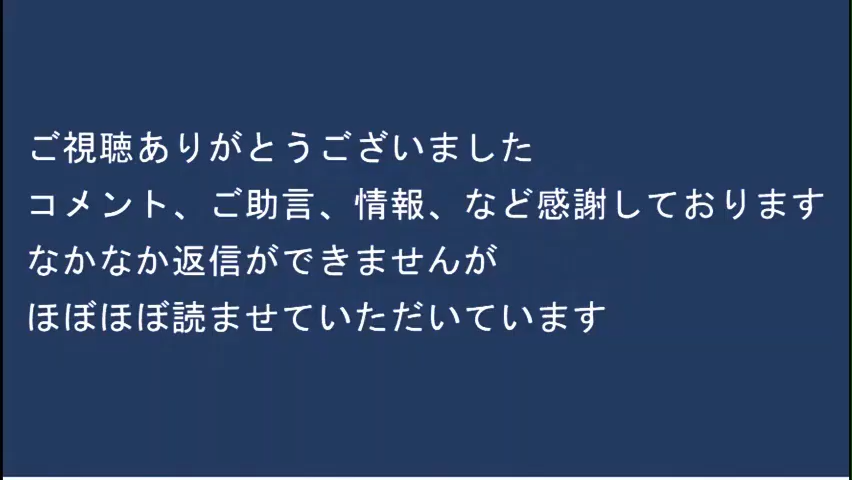 ご視聴ありがとうございました
コメント、ご助言、情報、など感謝しております
なかなか返信ができませんが
ほぼほぼ読ませていただいています